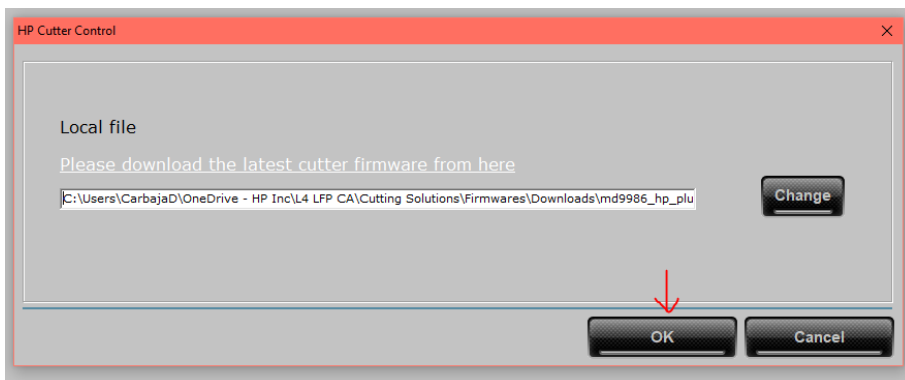 HP Cutter Control
Local file
Please download the latest cutter firmware from here
C:\Users\CarbajaD\OneDrive - HP Inc\L4 LFP CA\Cutting Solutions\Firmwares\Downloads\md9986_hp_plu
Change
OK
Cancel